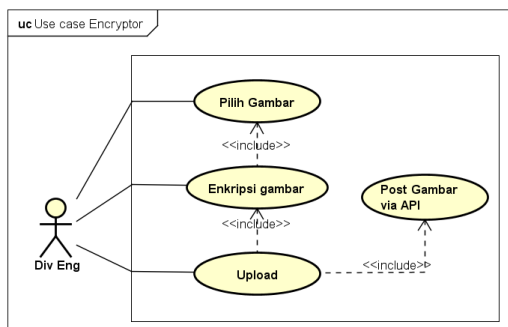 uc Use case Encryptor
Pilih Gambar
<<include>>
Enkripsi gambar
Post Gambar
via API
<<include>>
Div Eng
Upload
<<include>>